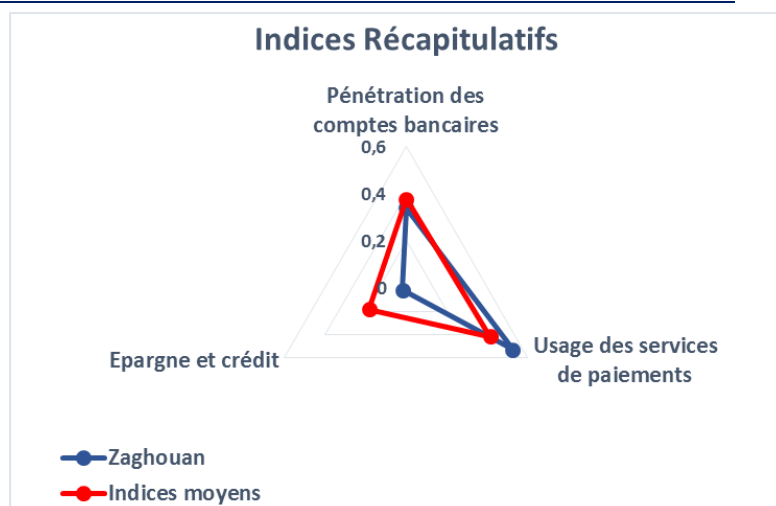 Indices Récapitulatifs
Pénétration des
comptes bancaires
0,6
0,4
0,2
0
Usage des services
de paiements
Epargne et crédit
Zaghouan
Indices moyens